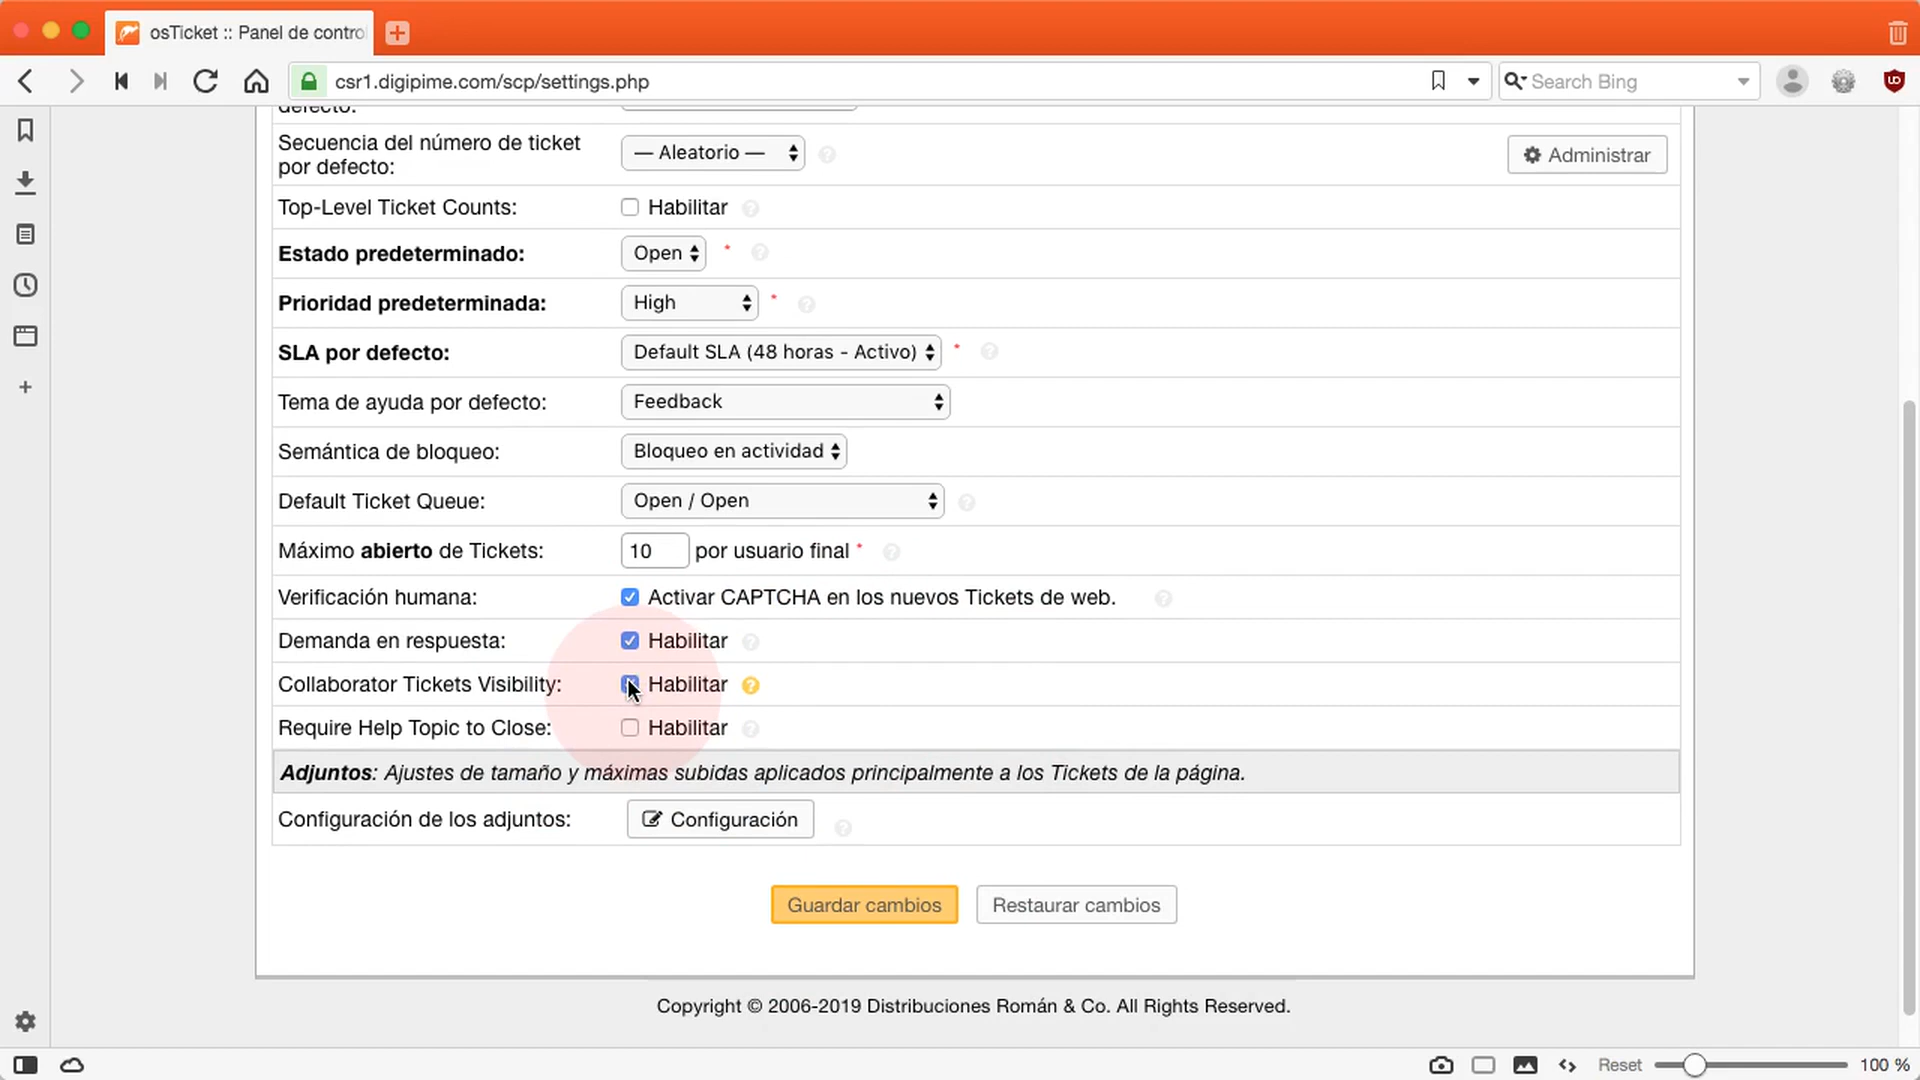 osTicket :: Panel de contro
csr1.digipime.com/scp/settings.php
Search Bing
defecto:
Secuencia del número de ticket por defecto:
— Aleatorio —
Administrar
Top-Level Ticket Counts: Habilitar
Estado predeterminado: Open *
Prioridad predeterminada: High *
SLA por defecto: Default SLA (48 horas - Activo) *
Tema de ayuda por defecto: Feedback
Semántica de bloqueo: Bloqueo en actividad
Default Ticket Queue: Open / Open
Máximo abierto de Tickets: 10 por usuario final *
Verificación humana: Activar CAPTCHA en los nuevos Tickets de web.
Demanda en respuesta: Habilitar
Collaborator Tickets Visibility: Habilitar
Require Help Topic to Close: Habilitar
Adjuntos: Ajustes de tamaño y máximas subidas aplicados principalmente a los Tickets de la página.
Configuración de los adjuntos: Configuración
Guardar cambios Restaurar cambios
Copyright © 2006-2019 Distribuciones Román & Co. All Rights Reserved.
Reset 100 %